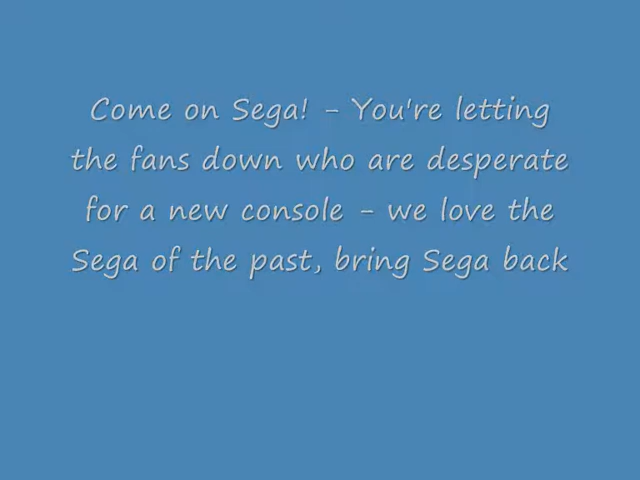 Come on Sega! - You're letting
the fans down who are desperate
for a new console - we love the
Sega of the past, bring Sega back